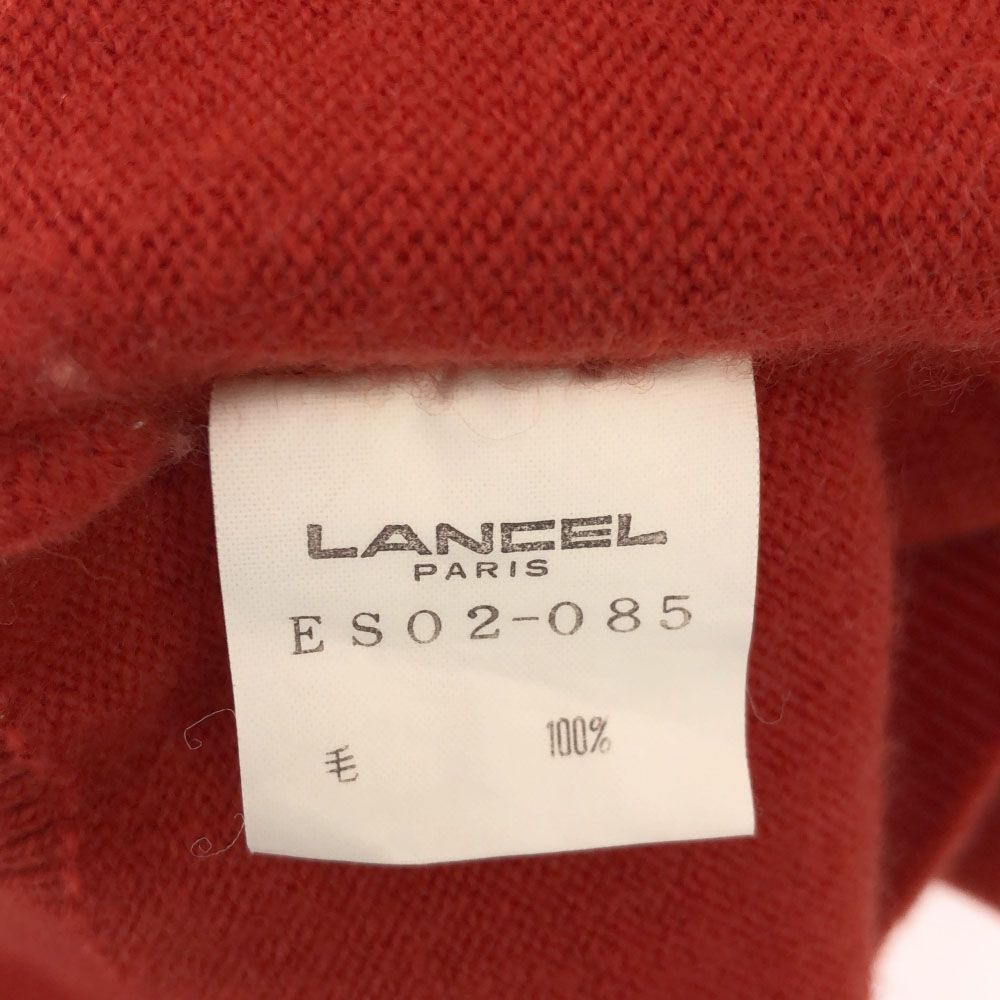 LANCEL
PARIS
ES02-085
毛 100%